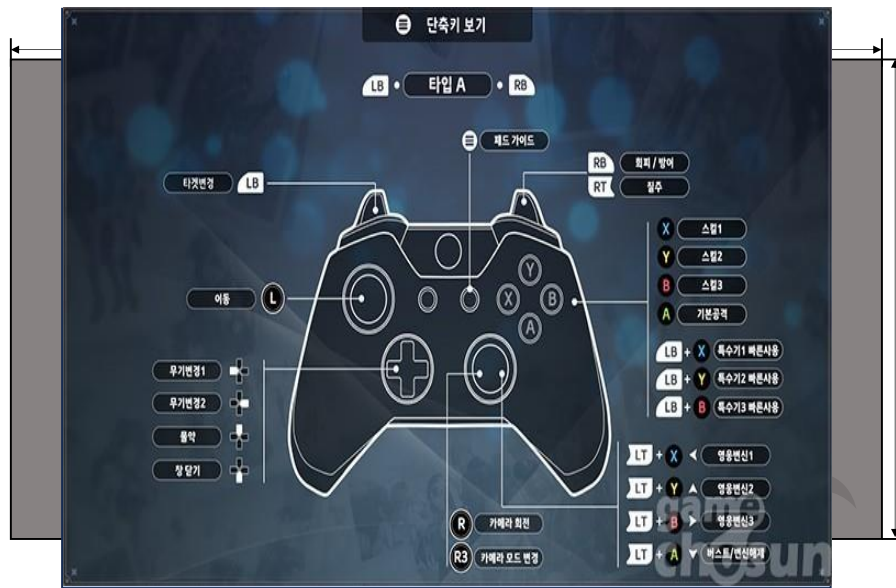 단축키 보기
LB 타입 A RB
패드 가이드
타겟변경 LB
RB 회피 / 방어
RT 질주
X 스킬1
Y 스킬2
B 스킬3
A 기본공격
이동 L
Y
X B
A
LB + X 특수기1 빠른사용
LB + Y 특수기2 빠른사용
LB + B 특수기3 빠른사용
무기변경1
무기변경2
물약
창 닫기
LT + X 영웅변신1
LT + Y 영웅변신2
LT + B 영웅변신3
LT + A 버스트/변신해제
R 카메라 회전
R3 카메라 모드 변경
game
chosun